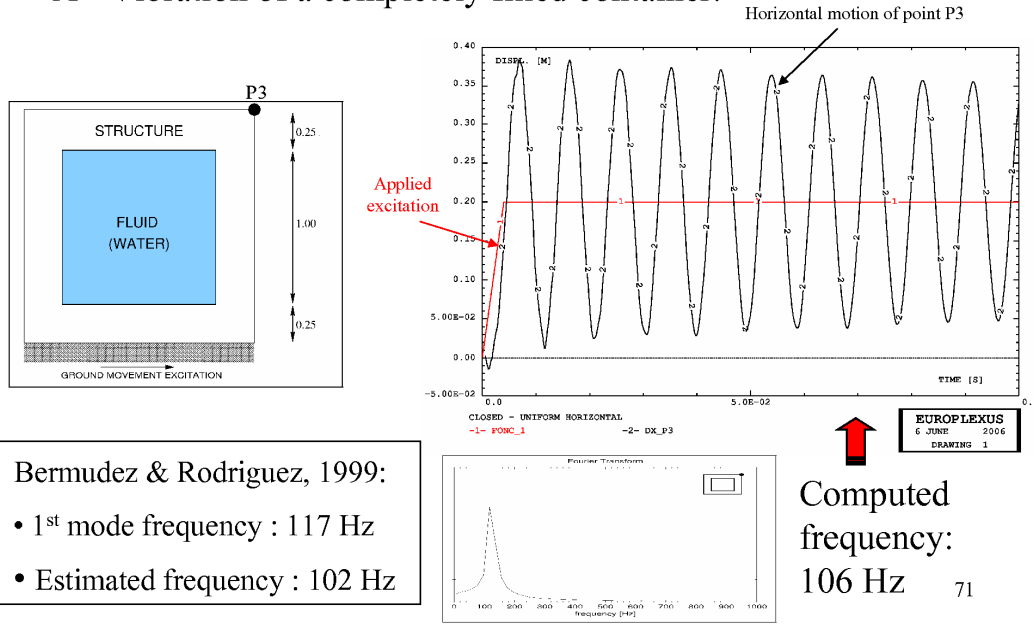 Horizontal motion of point P3
P3
STRUCTURE
0.25
FLUID
(WATER)
1.00
0.25
GROUND MOVEMENT EXCITATION
Applied
excitation
0.40
DISPL. [M]
0.35
0.30
0.25
0.20
0.15
0.10
5.00E-02
0.00
-5.00E-02
TIME [S]
0.0
5.0E-02
0.
CLOSED - UNIFORM HORIZONTAL
-1- FONC_1
-2- DX_P3
EUROPLEXUS
6 JUNE 2006
DRAWING 1
Bermudez & Rodriguez, 1999:
• 1st mode frequency : 117 Hz
• Estimated frequency : 102 Hz
Fourier Transform
0 100 200 300 400 500 600 700 800 900 1000
frequency [Hz]
Computed
frequency:
106 Hz
71